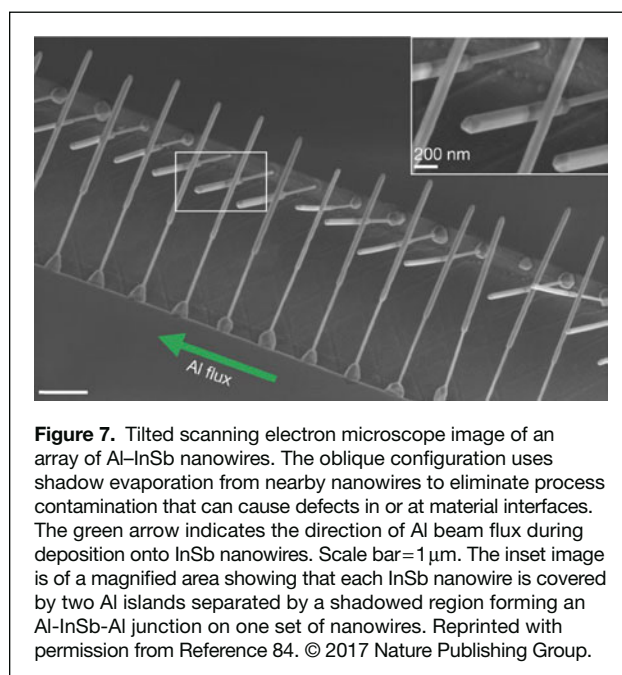 200 nm
Al flux
Figure 7. Tilted scanning electron microscope image of an
array of Al–InSb nanowires. The oblique configuration uses
shadow evaporation from nearby nanowires to eliminate process
contamination that can cause defects in or at material interfaces.
The green arrow indicates the direction of Al beam flux during
deposition onto InSb nanowires. Scale bar=1 μm. The inset image
is of a magnified area showing that each InSb nanowire is covered
by two Al islands separated by a shadowed region forming an
Al-InSb-Al junction on one set of nanowires. Reprinted with
permission from Reference 84. © 2017 Nature Publishing Group.